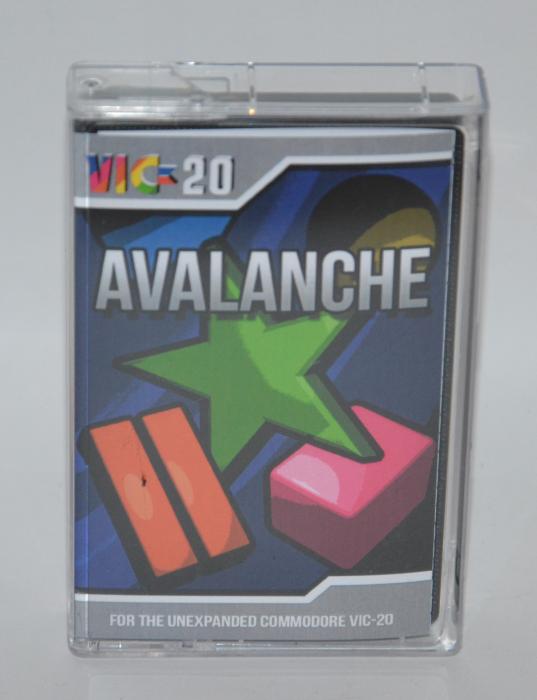 VIC-20
AVALANCHE
FOR THE UNEXPANDED COMMODORE VIC-20